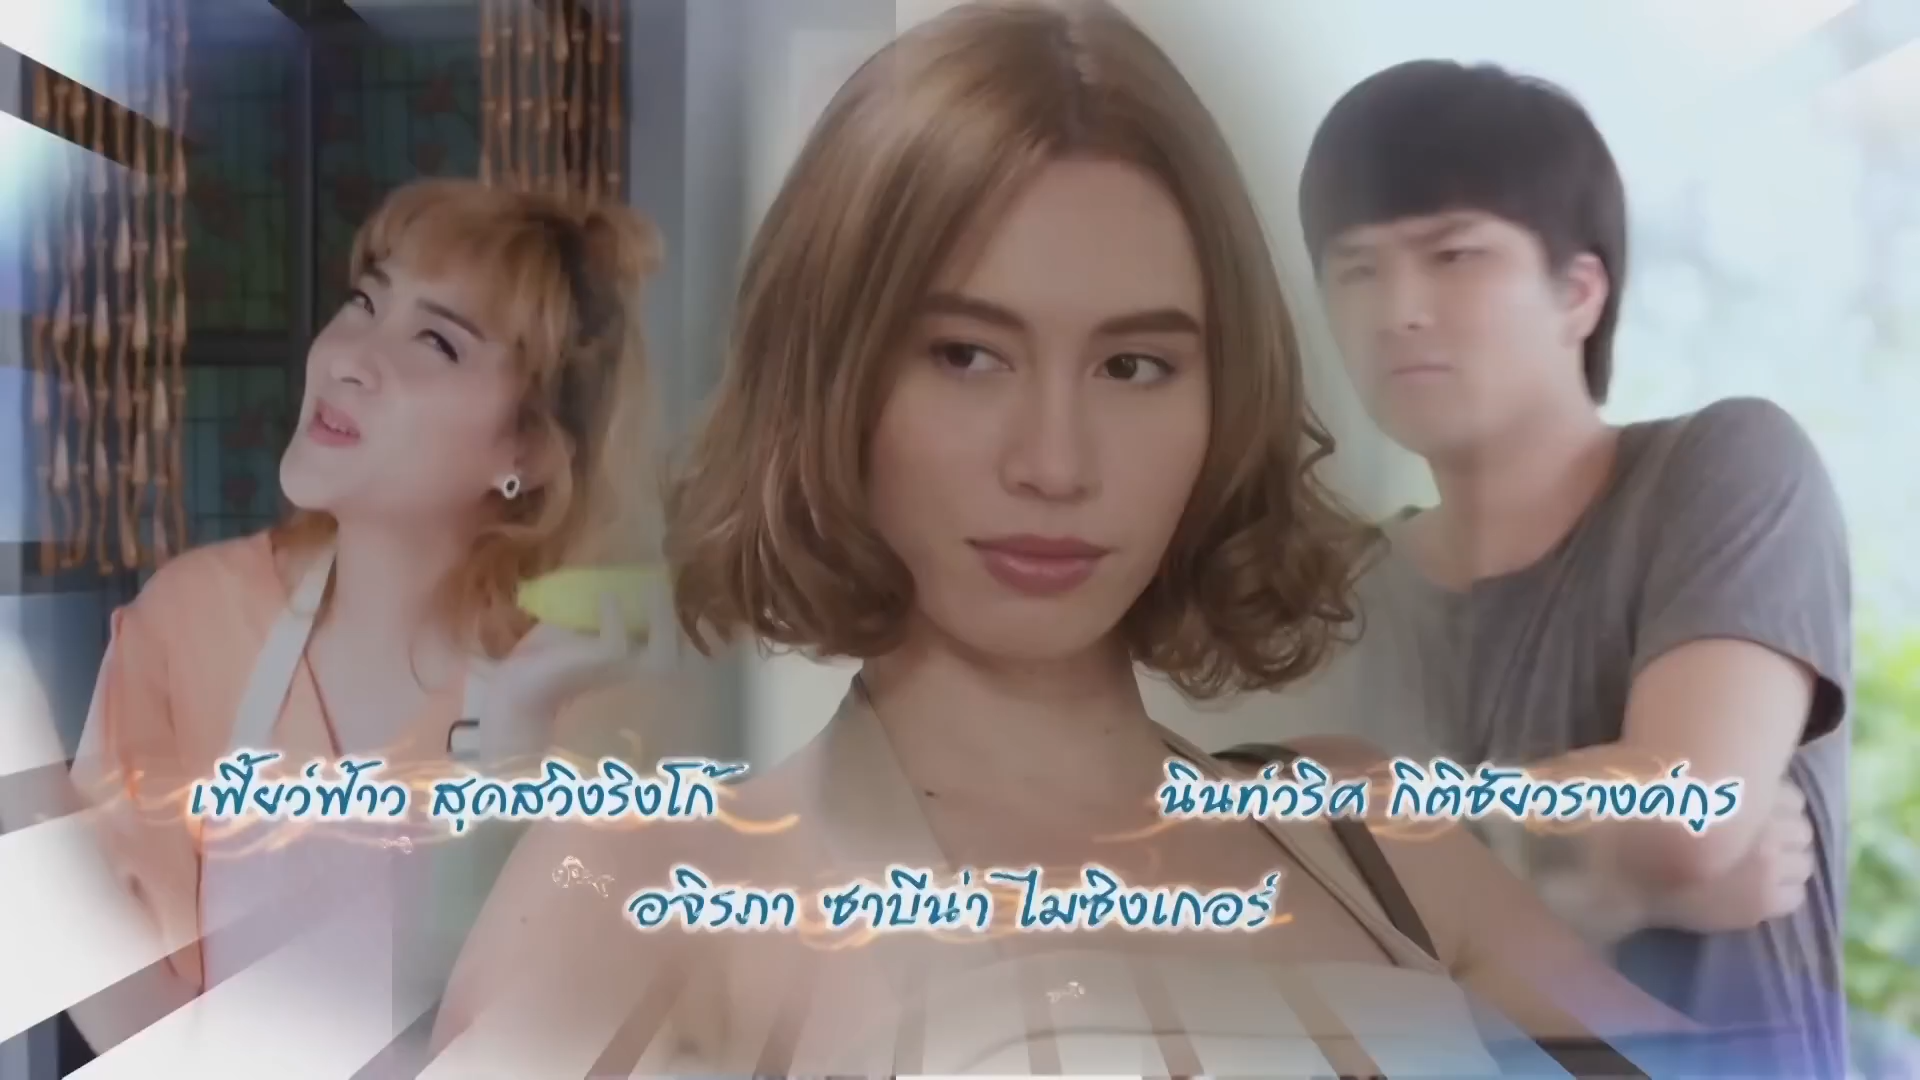 เฟี้ยว์ฟ้าว สุดสวิงริงโก้
นินท์วริศ กิติชัยวรางค์กูร
อจิรภา ซาบีน่า ไมซิงเกอร์